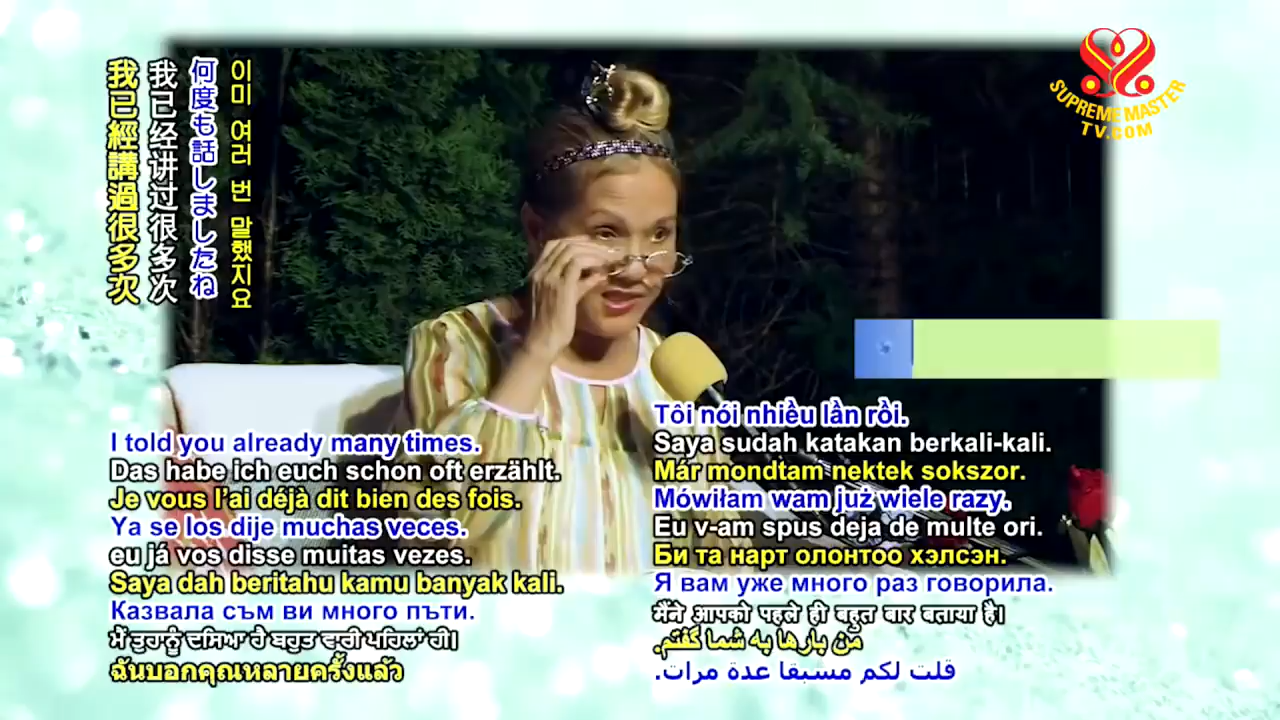 我已經講過很多次
我已经讲过很多次
何度も話しましたね
이미 여러 번 말했지요
SUPREME MASTER
TV.COM
I told you already many times.
Das habe ich euch schon oft erzählt.
Je vous l'ai déjà dit bien des fois.
Ya se los dije muchas veces.
eu já vos disse muitas vezes.
Saya dah beritahu kamu banyak kali.
Казвала съм ви много пъти.
ਮੈਂ ਤੁਹਾਨੂੰ ਦਸਿਆ ਹੈ ਬਹੁਤ ਵਾਰੀ ਪਹਿਲਾਂ ਹੀ।
ฉันบอกคุณหลายครั้งแล้ว
Tôi nói nhiều lần rồi.
Saya sudah katakan berkali-kali.
Már mondtam nektek sokszor.
Mówiłam wam już wiele razy.
Eu v-am spus deja de multe ori.
Би та нарт олонтоо хэлсэн.
Я вам уже много раз говорила.
मैंने आपको पहले ही बहुत बार बताया है।
من بارها به شما گفتم.
قلت لكم مسبقا عدة مرات.